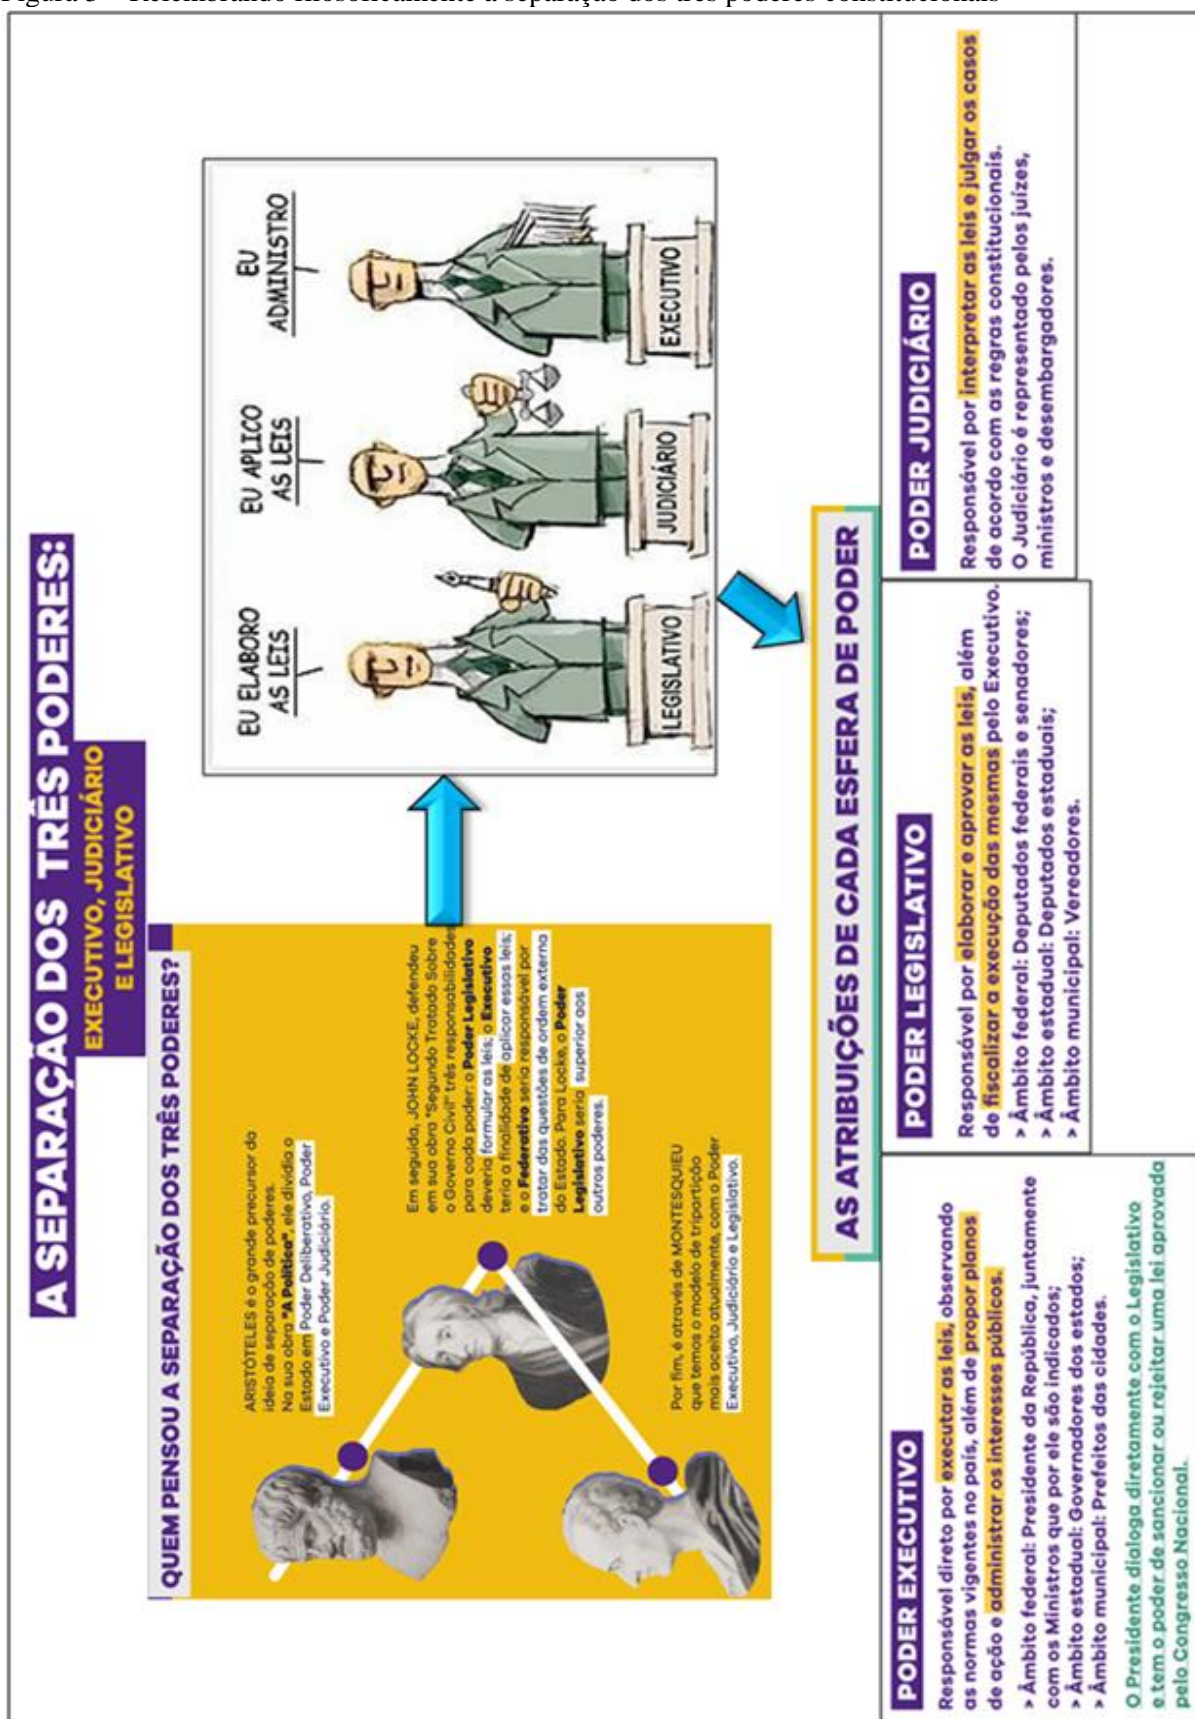 Figura 3 – Relembrando filosoficamente a separação dos três poderes constitucionais
A SEPARAÇÃO DOS TRÊS PODERES:
EXECUTIVO, JUDICIÁRIO
E LEGISLATIVO
QUEM PENSOU A SEPARAÇÃO DOS TRÊS PODERES?
ARISTÓTELES é o grande precursor da
ideia de separação de poderes.
Na sua obra "A Política", ele dividia o
Estado em Poder Deliberativo, Poder
Executivo e Poder Judiciário.
Em seguida, JOHN LOCKE, defendeu
em sua obra "Segundo Tratado Sobre
o Governo Civil" três responsabilidades
para cada poder: o Poder Legislativo
deveria formular as leis; o Executivo
teria a finalidade de aplicar essas leis;
e o Federativo seria responsável por
tratar das questões de ordem externa
do Estado. Para Locke, o Poder
Legislativo seria superior aos
outros poderes.
Por fim, é através de MONTESQUIEU
que temos o modelo de tripartição
mais aceito atualmente, com o Poder
Executivo, Judiciário e Legislativo.
EU ELABORO
AS LEIS
EU APLICO
AS LEIS
EU
ADMINISTRO
LEGISLATIVO
JUDICIÁRIO
EXECUTIVO
AS ATRIBUIÇÕES DE CADA ESFERA DE PODER
PODER EXECUTIVO
Responsável direto por executar as leis, observando
as normas vigentes no país, além de propor planos
de ação e administrar os interesses públicos.
> Âmbito federal: Presidente da República, juntamente
com os Ministros que por ele são indicados;
> Âmbito estadual: Governadores dos estados;
> Âmbito municipal: Prefeitos das cidades.
O Presidente dialoga diretamente com o Legislativo
e tem o poder de sancionar ou rejeitar uma lei aprovada
pelo Congresso Nacional.
PODER LEGISLATIVO
Responsável por elaborar e aprovar as leis, além
de fiscalizar a execução das mesmas pelo Executivo.
> Âmbito federal: Deputados federais e senadores;
> Âmbito estadual: Deputados estaduais;
> Âmbito municipal: Vereadores.
PODER JUDICIÁRIO
Responsável por interpretar as leis e julgar os casos
de acordo com as regras constitucionais.
O Judiciário é representado pelos juízes,
ministros e desembargadores.